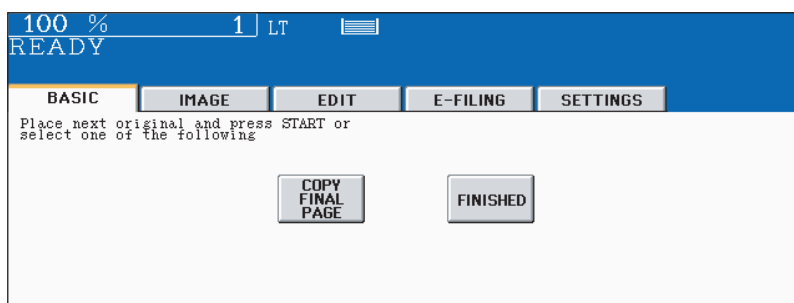 100 % 1 LT
READY
BASIC IMAGE EDIT E-FILING SETTINGS
Place next original and press START or
select one of the following
COPY
FINAL
PAGE
FINISHED